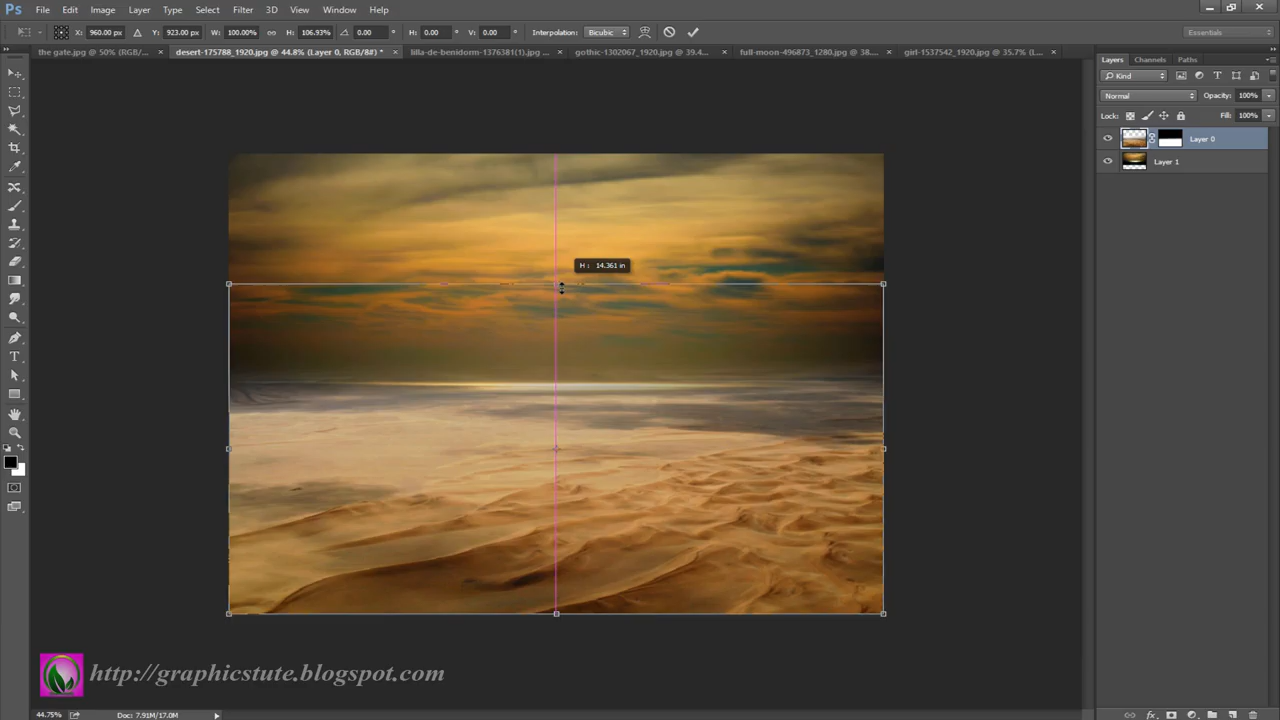 Ps File Edit Image Layer Type Select Filter 3D View Window Help
X: 960.00 px Y: 923.00 px W: 100.00% H: 106.93% 0.00 ° H: 0.00 ° V: 0.00 ° Interpolation: Bicubic Essentials
the gate.jpg @ 50% (RGB/... × desert-175788_1920.jpg @ 44.8% (Layer 0, RGB/8#) * × lilla-de-benidorm-1376381(1).jpg ... × gothic-1302067_1920.jpg @ 39.4... × full-moon-496873_1280.jpg @ 38.... × girl-1537542_1920.jpg @ 35.7% (L... ×
Layers Channels Paths
Kind
Normal Opacity: 100%
Lock: Fill: 100%
Layer 0
Layer 1
H : 14.361 in
http://graphicstute.blogspot.com
44.75% Doc: 7.91M/17.0M